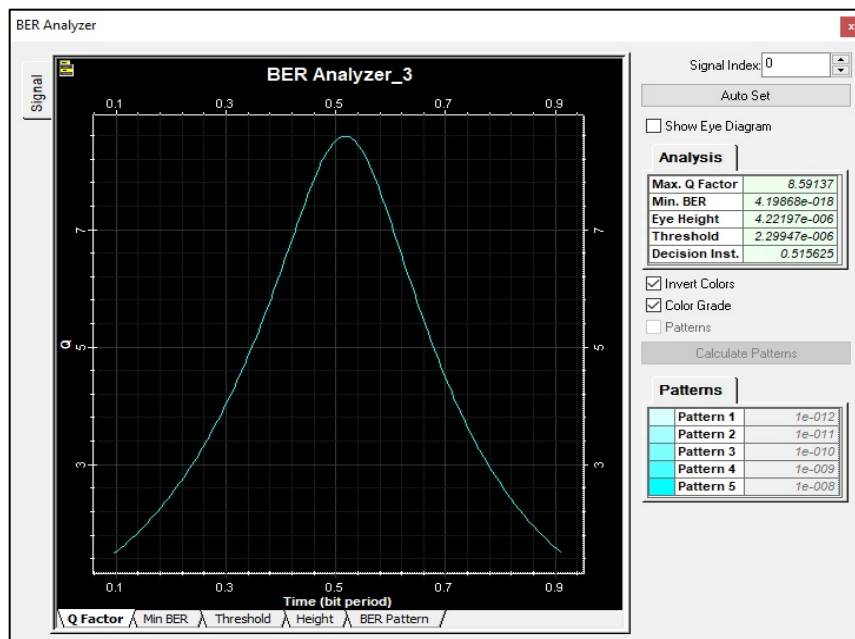 BER Analyzer
x
Signal
BER Analyzer_3
0.1 0.3 0.5 0.7 0.9
7 7
5 5
3 3
Q
0.1 0.3 0.5 0.7 0.9
Time (bit period)
Q Factor Min BER Threshold Height BER Pattern
Signal Index: 0
Auto Set
Show Eye Diagram
Analysis
Max. Q Factor 8.59137
Min. BER 4.19868e-018
Eye Height 4.22197e-006
Threshold 2.29947e-006
Decision Inst. 0.515625
Invert Colors
Color Grade
Patterns
Calculate Patterns
Patterns
Pattern 1 1e-012
Pattern 2 1e-011
Pattern 3 1e-010
Pattern 4 1e-009
Pattern 5 1e-008